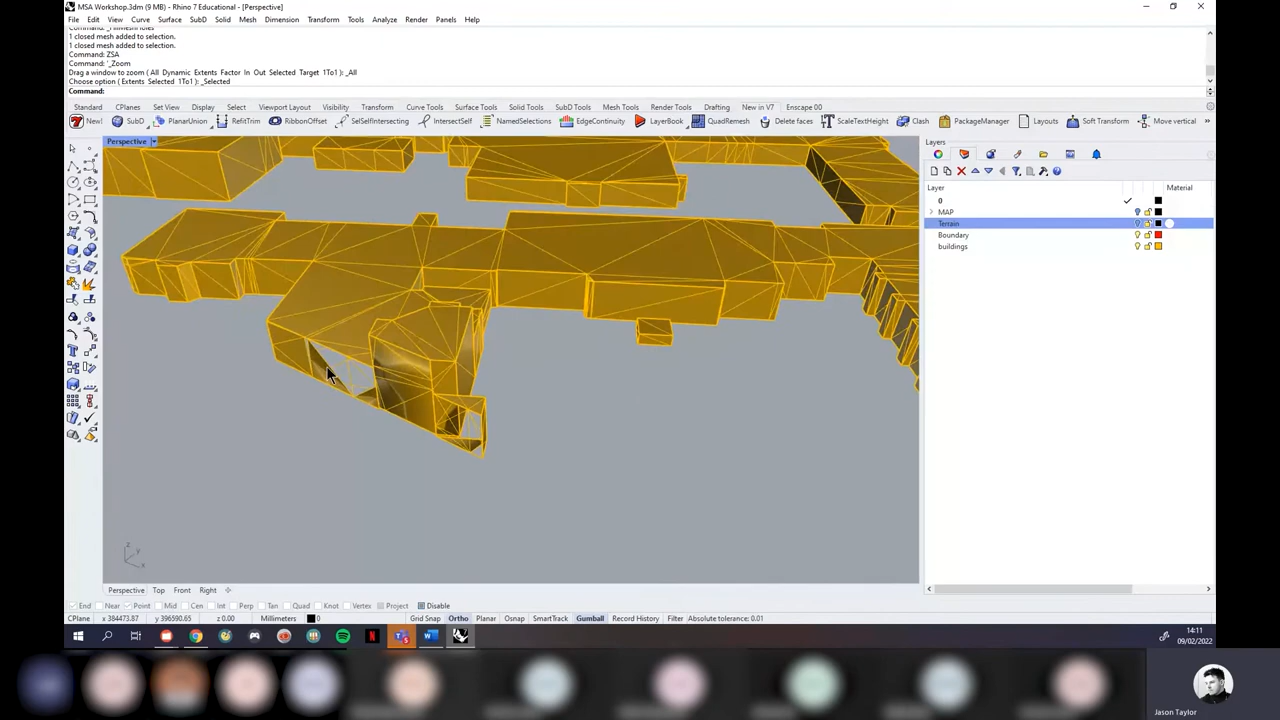 MSA Workshop.3dm (9 MB) - Rhino 7 Educational - [Perspective]
File Edit View Curve Surface SubD Solid Mesh Dimension Transform Tools Analyze Render Panels Help
1 closed mesh added to selection.
1 closed mesh added to selection.
Command: ZSA
Command: '_Zoom
Drag a window to zoom ( All Dynamic Extents Factor In Out Selected Target 1To1 ): _All
Choose option ( Extents Selected 1To1 ): _Selected
Command:
Standard CPlanes Set View Display Select Viewport Layout Visibility Transform Curve Tools Surface Tools Solid Tools SubD Tools Mesh Tools Render Tools Drafting New in V7 Enscape 00
New! SubD PlanarUnion RefitTrim RibbonOffset SelSelfIntersecting IntersectSelf NamedSelections EdgeContinuity LayerBook QuadRemesh Delete faces ScaleTextHeight Clash PackageManager Layouts Soft Transform Move vertical
Perspective
Layers
Layer Material
0
MAP
Terrain
Boundary
buildings
z
y
x
Perspective Top Front Right
End Near Point Mid Cen Int Perp Tan Quad Knot Vertex Project Disable
CPlane x 384473.87 y 396590.65 z 0.00 Millimeters 0 Grid Snap Ortho Planar Osnap SmartTrack Gumball Record History Filter Absolute tolerance: 0.01
14:11
09/02/2022
Jason Taylor